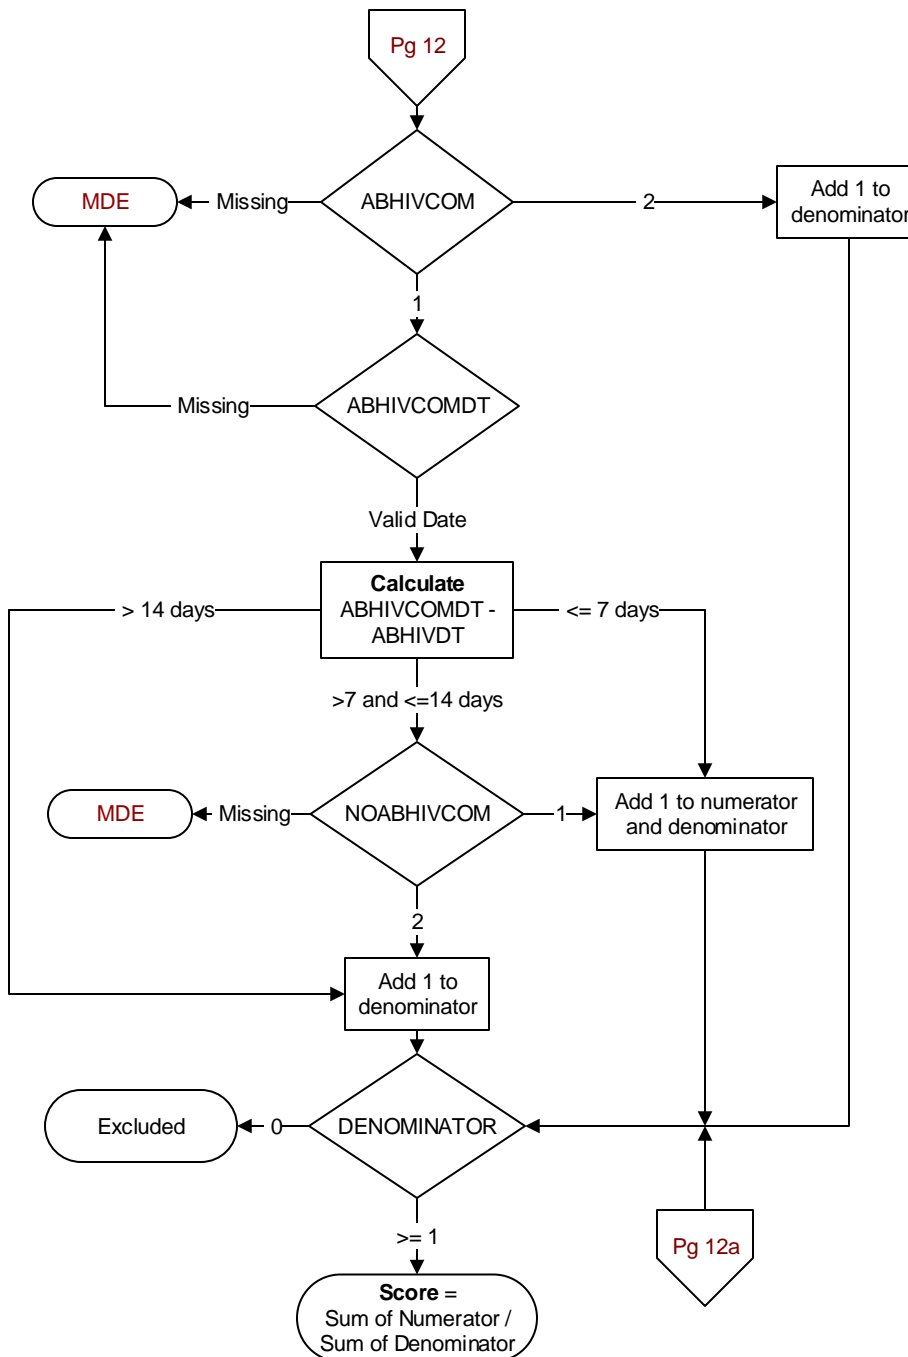 Pg 12
MDE
Missing
ABHIVCOM
2
Add 1 to
denominator
1
Missing
ABHIVCOMDT
Valid Date
> 14 days
Calculate
ABHIVCOMDT -
ABHIVDT
<= 7 days
>7 and <=14 days
MDE
Missing
NOABHIVCOM
1
Add 1 to numerator
and denominator
2
Add 1 to
denominator
Excluded
0
DENOMINATOR
>= 1
Pg 12a
Score =
Sum of Numerator /
Sum of Denominator